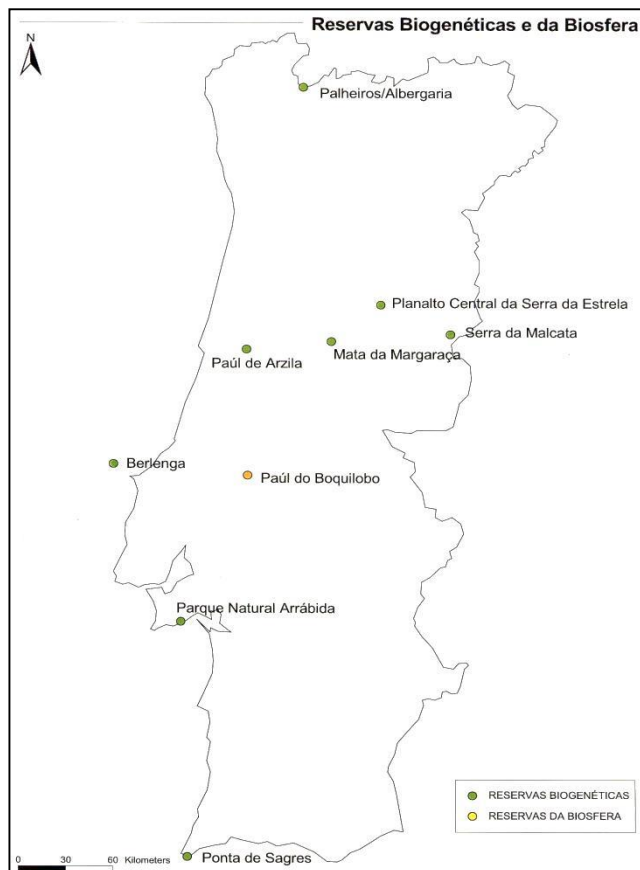 Reservas Biogenéticas e da Biosfera
N
Palheiros/Albergaria
Planalto Central da Serra da Estrela
Serra da Malcata
Mata da Margaraça
Paúl de Arzila
Berlenga
Paúl do Boquilobo
Parque Natural Arrábida
RESERVAS BIOGENÉTICAS
RESERVAS DA BIOSFERA
Ponta de Sagres
0 30 60 Kilometers